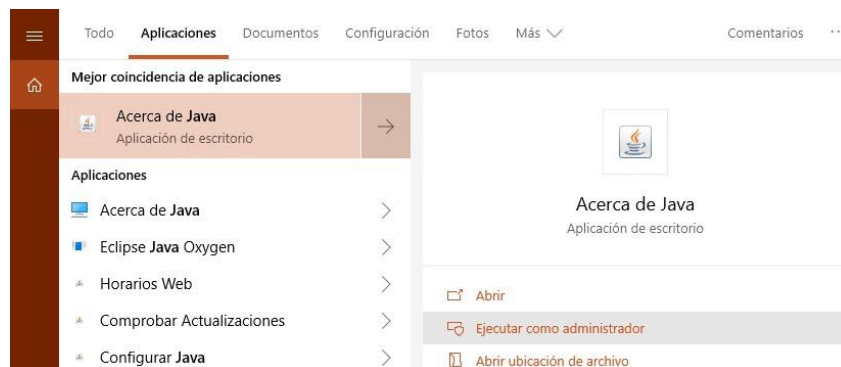 Todo Aplicaciones Documentos Configuración Fotos Más Comentarios ...
Mejor coincidencia de aplicaciones
Acerca de Java
Aplicación de escritorio
Aplicaciones
Acerca de Java
Eclipse Java Oxygen
Horarios Web
Comprobar Actualizaciones
Configurar Java
Acerca de Java
Aplicación de escritorio
Abrir
Ejecutar como administrador
Abrir ubicación de archivo